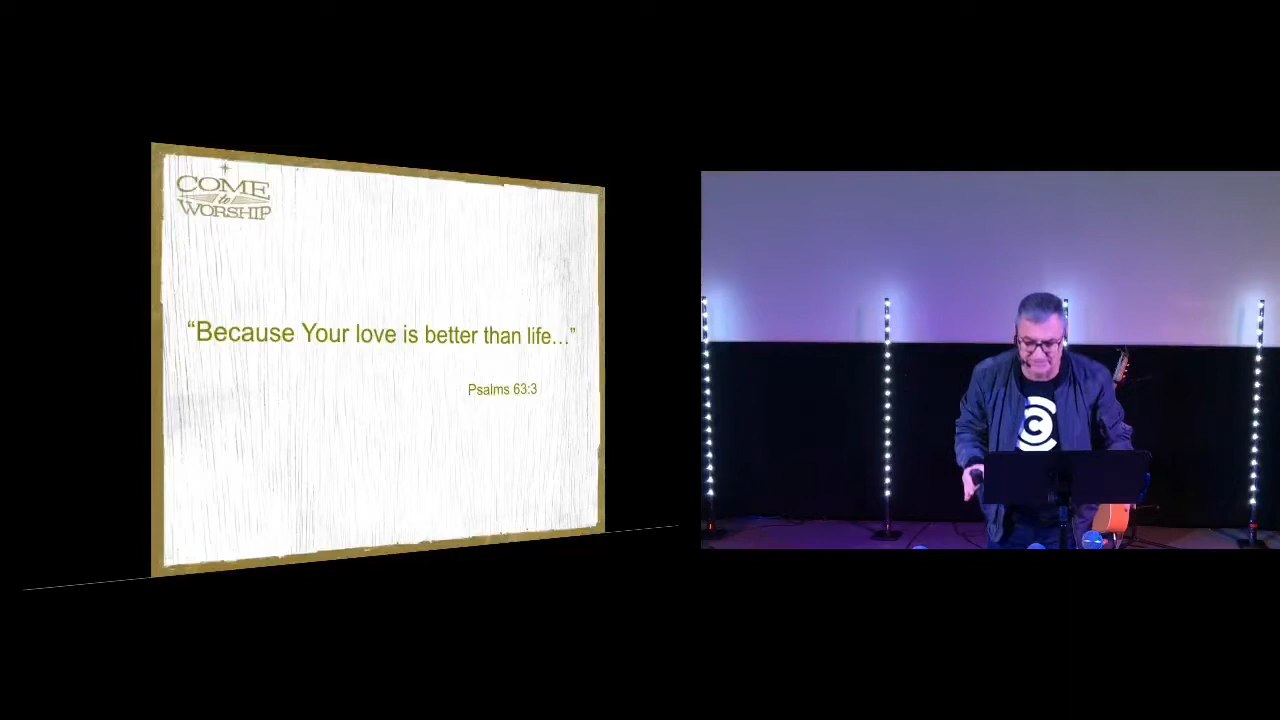 COME
to
WORSHIP
“Because Your love is better than life…”
Psalms 63:3